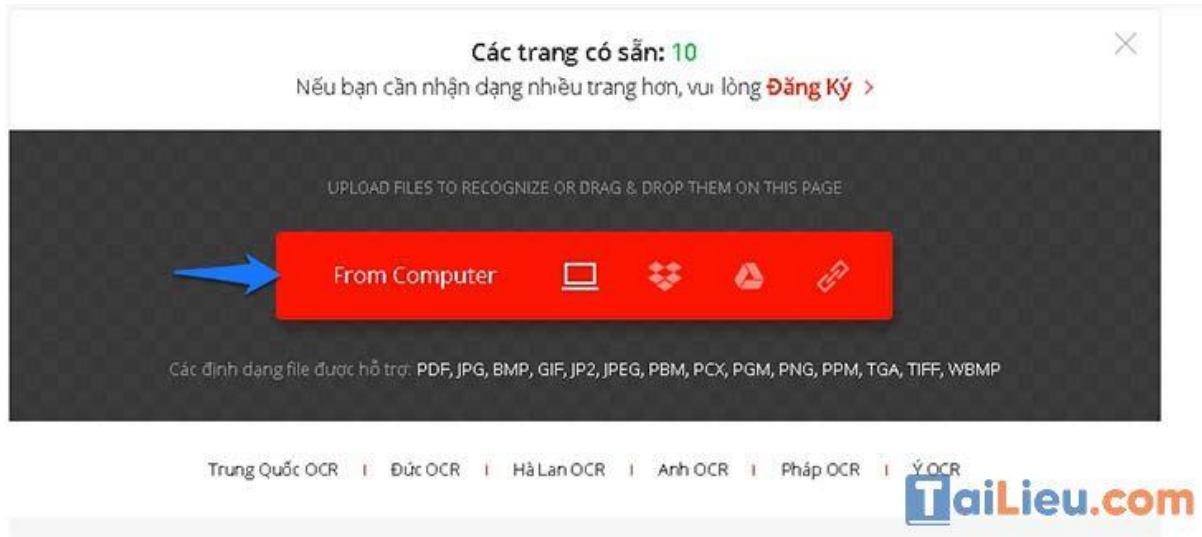 Các trang có sẵn: 10
Nếu bạn cần nhận dạng nhiều trang hơn, vui lòng Đăng Ký >
UPLOAD FILES TO RECOGNIZE OR DRAG & DROP THEM ON THIS PAGE
From Computer
Các định dạng file được hỗ trợ: PDF, JPG, BMP, GIF, JP2, JPEG, PBM, PCX, PGM, PNG, PPM, TGA, TIFF, WBMP
Trung Quốc OCR | Đức OCR | Hà Lan OCR | Anh OCR | Pháp OCR | Ý OCR
TaiLieu.com